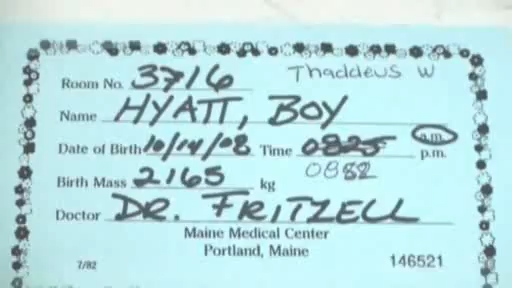 Room No. 3716 Thaddeus W
Name HYATT, BOY
Date of Birth 10/14/08 Time 0825 a.m.
p.m.
0832
Birth Mass 2165 kg
Doctor DR. FRITZELL
Maine Medical Center
Portland, Maine
7/82 146521